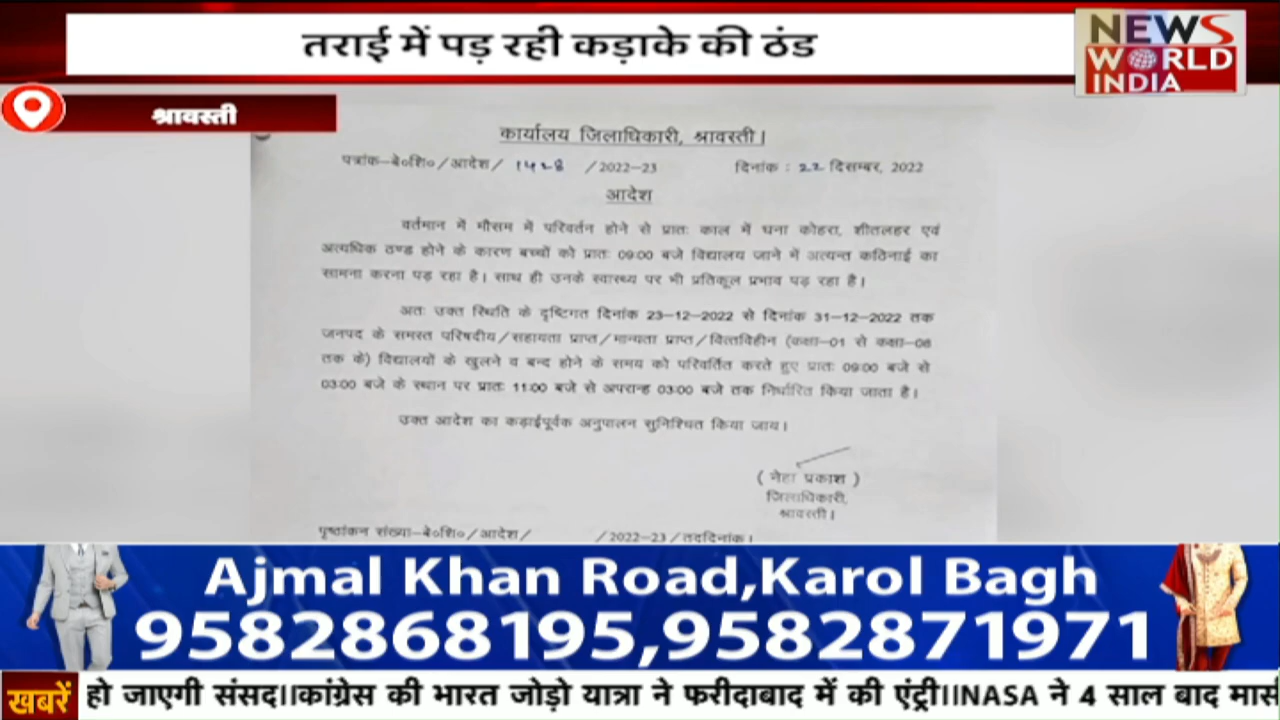 तराई में पड़ रही कड़ाके की ठंड
NEWS
WORLD
INDIA
श्रावस्ती
कार्यालय जिलाधिकारी, श्रावस्ती।
पत्रांक–बे०शि०/आदेश/ 1428 /2022–23 दिनांक : 22 दिसम्बर, 2022
आदेश
वर्तमान में मौसम में परिवर्तन होने से प्रातः काल में घना कोहरा, शीतलहर एवं
अत्यधिक ठण्ड होने के कारण बच्चों को प्रातः 09:00 बजे विद्यालय जाने में अत्यन्त कठिनाई का
सामना करना पड़ रहा है। साथ ही उनके स्वास्थ्य पर भी प्रतिकूल प्रभाव पड़ रहा है।
अतः उक्त स्थिति के दृष्टिगत दिनांक 23–12–2022 से दिनांक 31–12–2022 तक
जनपद के समस्त परिषदीय/सहायता प्राप्त/मान्यता प्राप्त/वित्तविहीन (कक्षा–01 से कक्षा–08
तक के) विद्यालयों के खुलने व बन्द होने के समय को परिवर्तित करते हुए प्रातः 09:00 बजे से
03:00 बजे के स्थान पर प्रातः 11:00 बजे से अपरान्ह 03:00 बजे तक निर्धारित किया जाता है।
उक्त आदेश का कड़ाईपूर्वक अनुपालन सुनिश्चित किया जाय।
( नेहा प्रकाश )
जिलाधिकारी,
श्रावस्ती।
पृष्ठांकन संख्या–बे०शि०/आदेश/ /2022–23/तददिनांक।
Ajmal Khan Road,Karol Bagh
9582868195,9582871971
खबरें हो जाएगी संसद।।कांग्रेस की भारत जोड़ो यात्रा ने फरीदाबाद में की एंट्री।।NASA ने 4 साल बाद मार्स